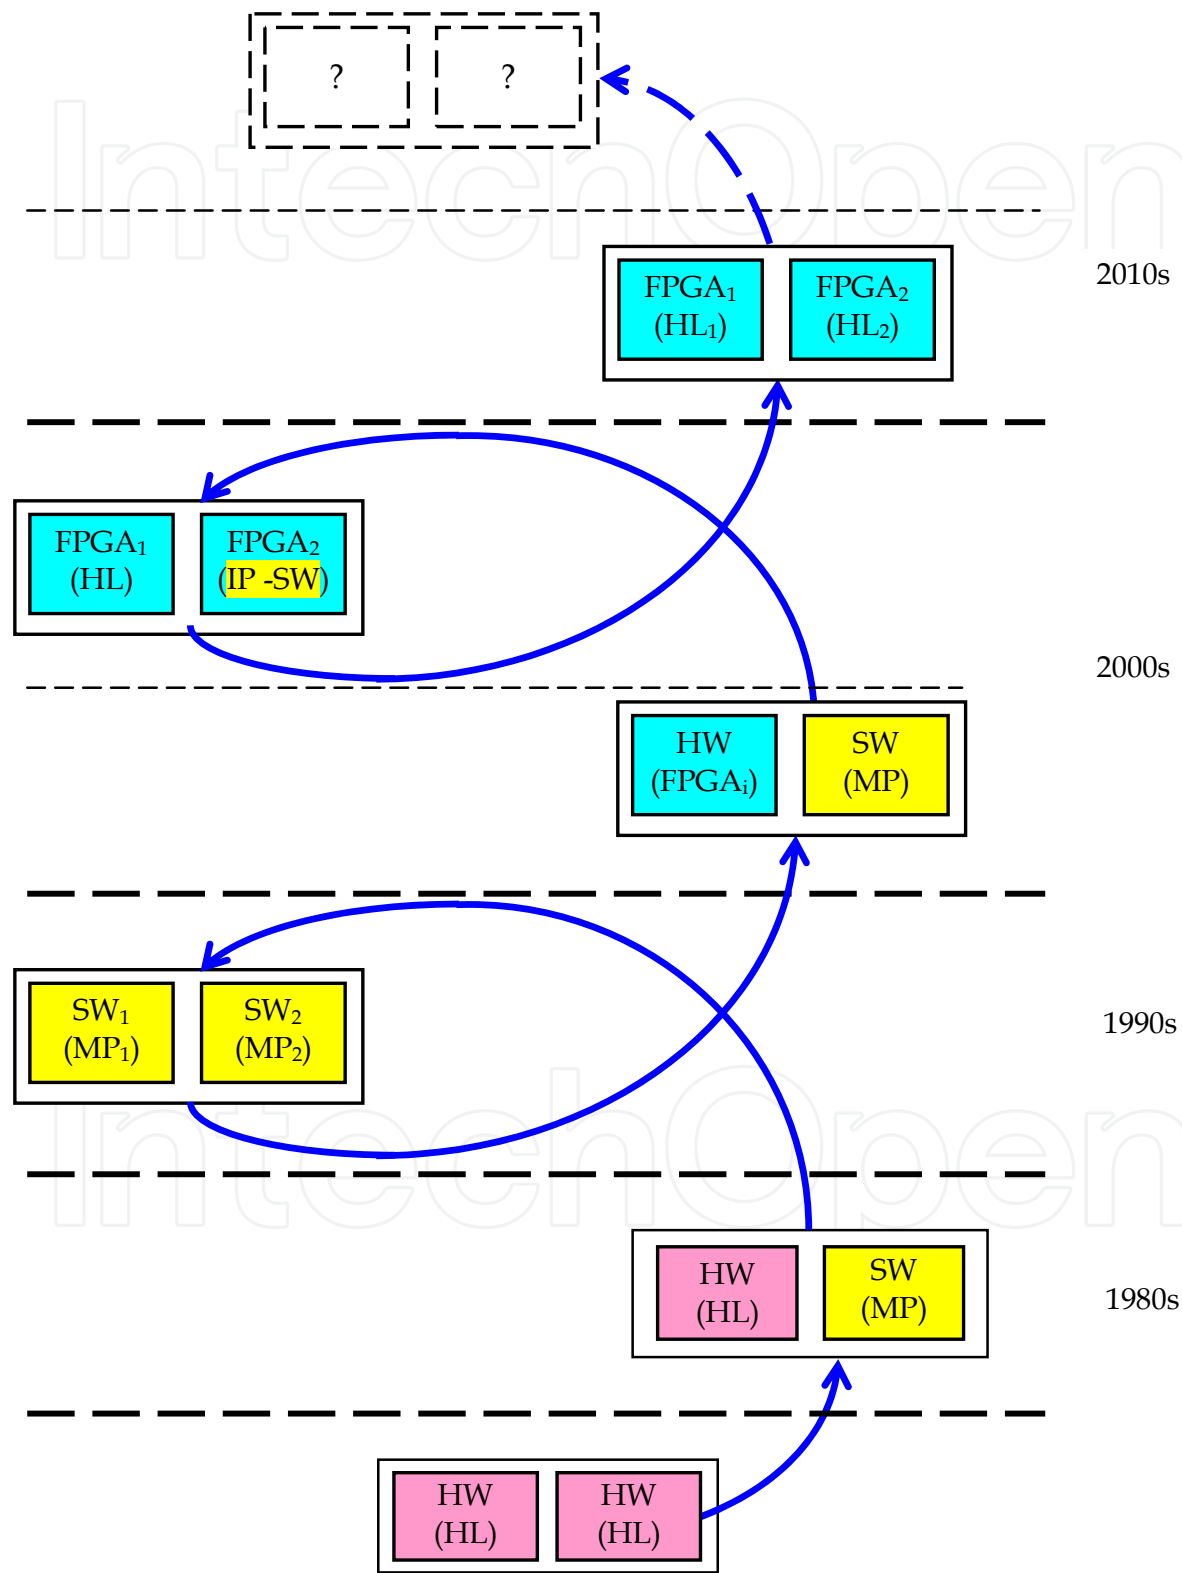 IntechOpen
? ?
2010s
FPGA₁ FPGA₂
(HL₁) (HL₂)
FPGA₁ FPGA₂
(HL) (IP -SW)
2000s
HW SW
(FPGAᵢ) (MP)
SW₁ SW₂
(MP₁) (MP₂)
1990s
IntechOpen
HW SW
(HL) (MP)
1980s
HW HW
(HL) (HL)